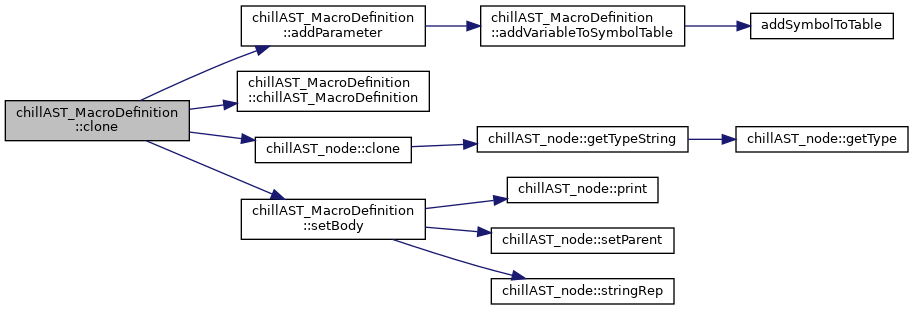 chillAST_MacroDefinition
::clone
chillAST_MacroDefinition
::addParameter
chillAST_MacroDefinition
::addVariableToSymbolTable
addSymbolToTable
chillAST_MacroDefinition
::chillAST_MacroDefinition
chillAST_node::clone
chillAST_node::getTypeString
chillAST_node::getType
chillAST_MacroDefinition
::setBody
chillAST_node::print
chillAST_node::setParent
chillAST_node::stringRep